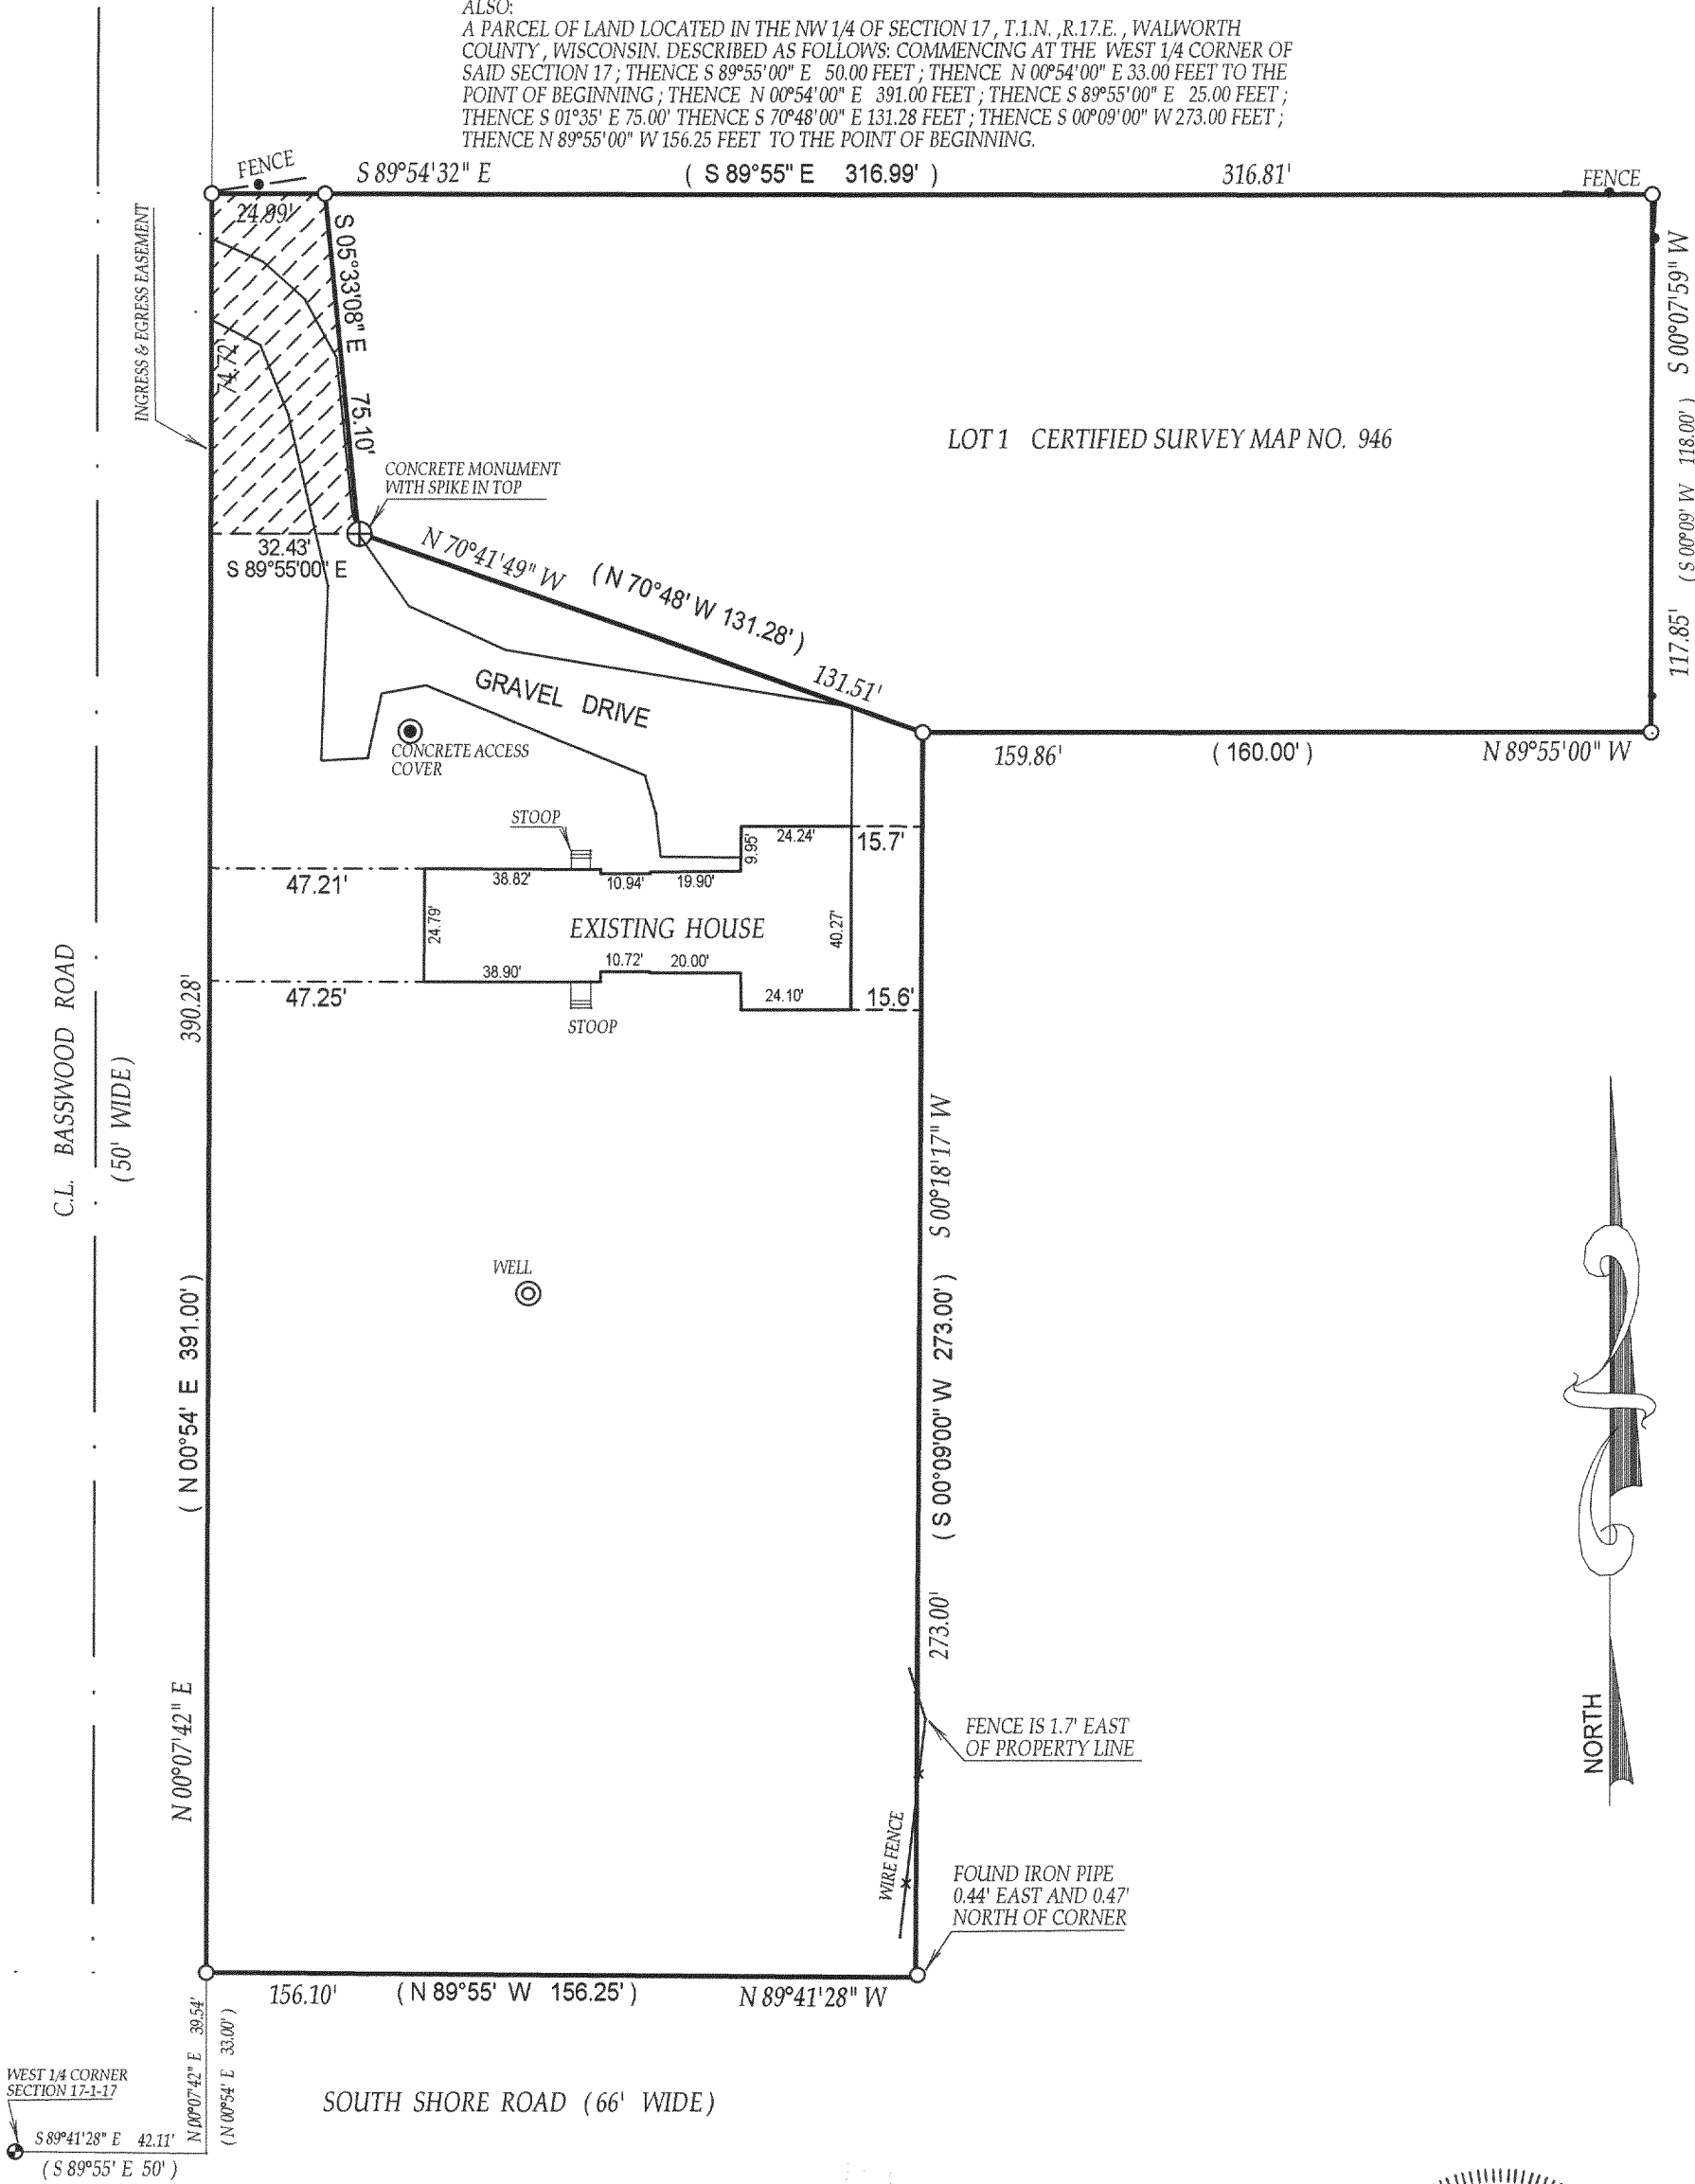 ALSO:
A PARCEL OF LAND LOCATED IN THE NW 1/4 OF SECTION 17 , T.1.N. ,R.17.E. , WALWORTH
COUNTY , WISCONSIN. DESCRIBED AS FOLLOWS: COMMENCING AT THE WEST 1/4 CORNER OF
SAID SECTION 17 ; THENCE S 89°55'00" E 50.00 FEET ; THENCE N 00°54'00" E 33.00 FEET TO THE
POINT OF BEGINNING ; THENCE N 00°54'00" E 391.00 FEET ; THENCE S 89°55'00" E 25.00 FEET ;
THENCE S 01°35' E 75.00' THENCE S 70°48'00" E 131.28 FEET ; THENCE S 00°09'00" W 273.00 FEET ;
THENCE N 89°55'00" W 156.25 FEET TO THE POINT OF BEGINNING.
FENCE
S 89°54'32" E
( S 89°55" E 316.99' )
316.81'
FENCE
24.99'
INGRESS & EGRESS EASEMENT
S 05°33'08" E 75.10'
74.72'
S 00°07'59" W
( S 00°09' W 118.00' )
117.85'
LOT 1 CERTIFIED SURVEY MAP NO. 946
CONCRETE MONUMENT
WITH SPIKE IN TOP
32.43'
S 89°55'00" E
N 70°41'49" W
( N 70°48' W 131.28' )
131.51'
GRAVEL DRIVE
CONCRETE ACCESS
COVER
159.86'
( 160.00' )
N 89°55'00" W
STOOP
24.24'
9.95'
15.7'
47.21'
38.82'
10.94'
19.90'
24.79'
EXISTING HOUSE
40.27'
10.72'
20.00'
38.90'
47.25'
24.10'
15.6'
STOOP
C.L. BASSWOOD ROAD
( 50' WIDE )
390.28'
( N 00°54' E 391.00' )
N 00°07'42" E
WELL
S 00°18'17" W
( S 00°09'00" W 273.00' )
273.00'
NORTH
FENCE IS 1.7' EAST
OF PROPERTY LINE
WIRE FENCE
FOUND IRON PIPE
0.44' EAST AND 0.47'
NORTH OF CORNER
156.10'
( N 89°55' W 156.25' )
N 89°41'28" W
N 00°07'42" E 39.54'
( N 00°54' E 33.00' )
WEST 1/4 CORNER
SECTION 17-1-17
SOUTH SHORE ROAD ( 66' WIDE )
S 89°41'28" E 42.11'
( S 89°55' E 50' )